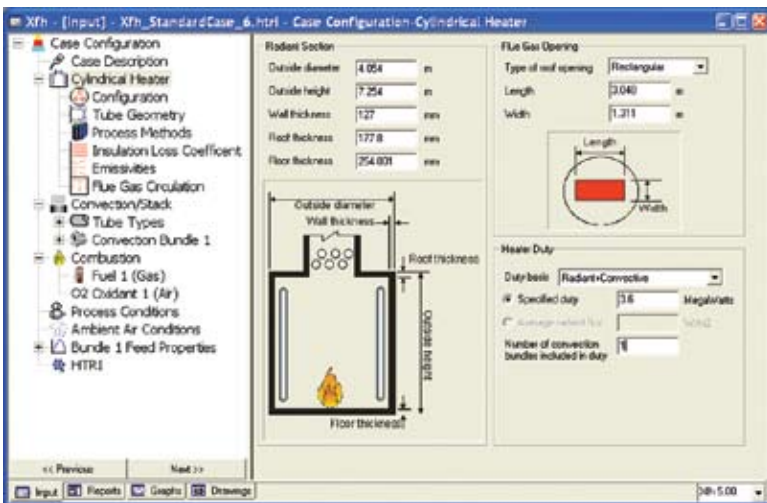 Xfh - [Input] - Xfh_StandardCase_6.htri - Case Configuration-Cylindrical Heater
Case Configuration
Case Description
Cylindrical Heater
Configuration
Tube Geometry
Process Methods
Insulation Loss Coefficent
Emissivities
Flue Gas Circulation
Convection/Stack
Tube Types
Convection Bundle 1
Combustion
Fuel 1 (Gas)
O2 Oxidant 1 (Air)
Process Conditions
Ambient Air Conditions
Bundle 1 Feed Properties
HTRI
<< Previous
Next >>
Radiant Section
Outside diameter 4.054 m
Outside height 7.254 m
Wall thickness 127 mm
Roof thickness 177.8 mm
Floor thickness 254.001 mm
Outside diameter
Wall thickness
Roof thickness
Outside height
Floor thickness
Flue Gas Opening
Type of roof opening Rectangular
Length 3.048 m
Width 1.311 m
Length
Width
Heater Duty
Duty basis Radiant+Convective
Specified duty 3.6 MegaWatts
Number of convection
bundles included in duty 1
Input Reports Graphs Drawings
Xfh 5.00